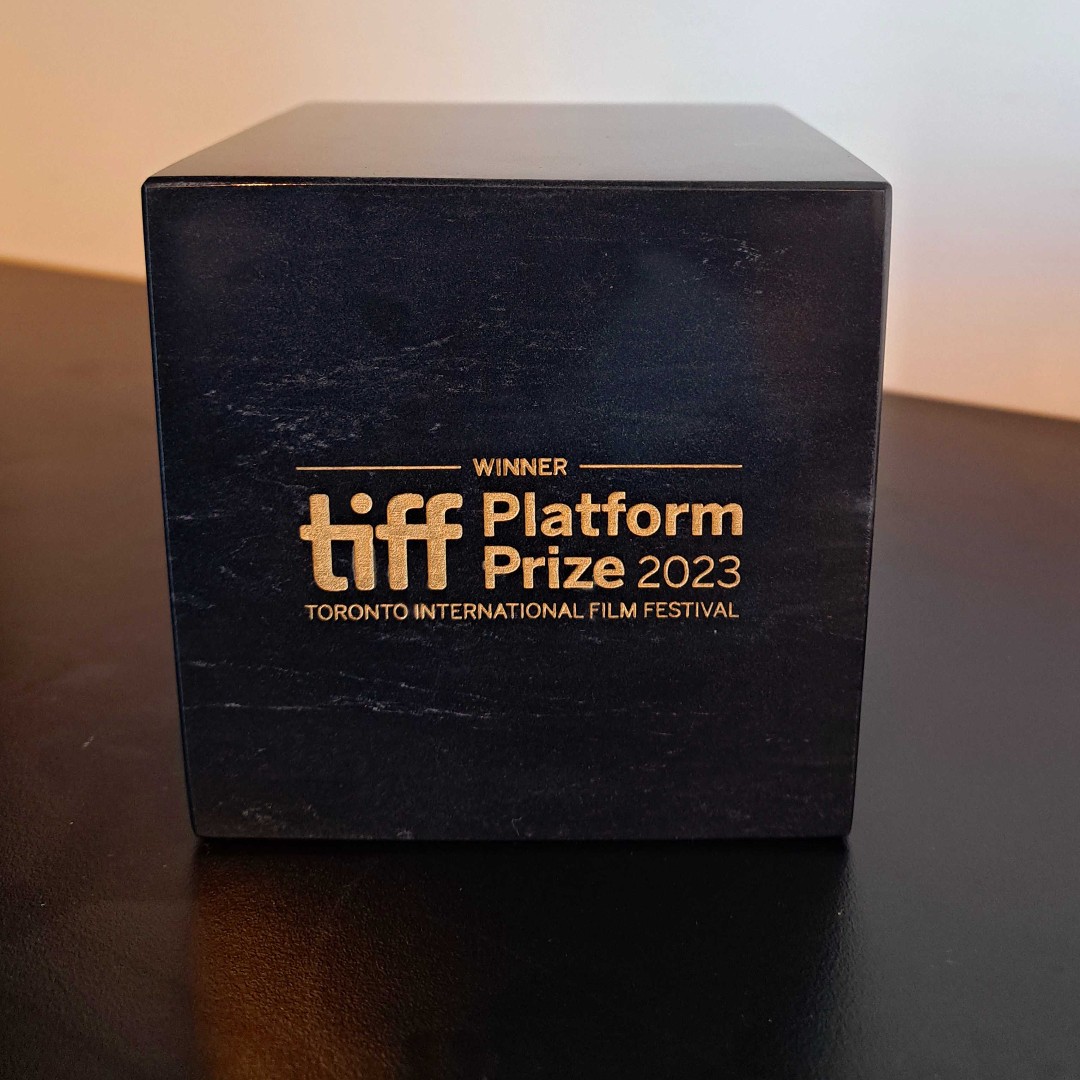 WINNER
tiff Platform
Prize 2023
TORONTO INTERNATIONAL FILM FESTIVAL